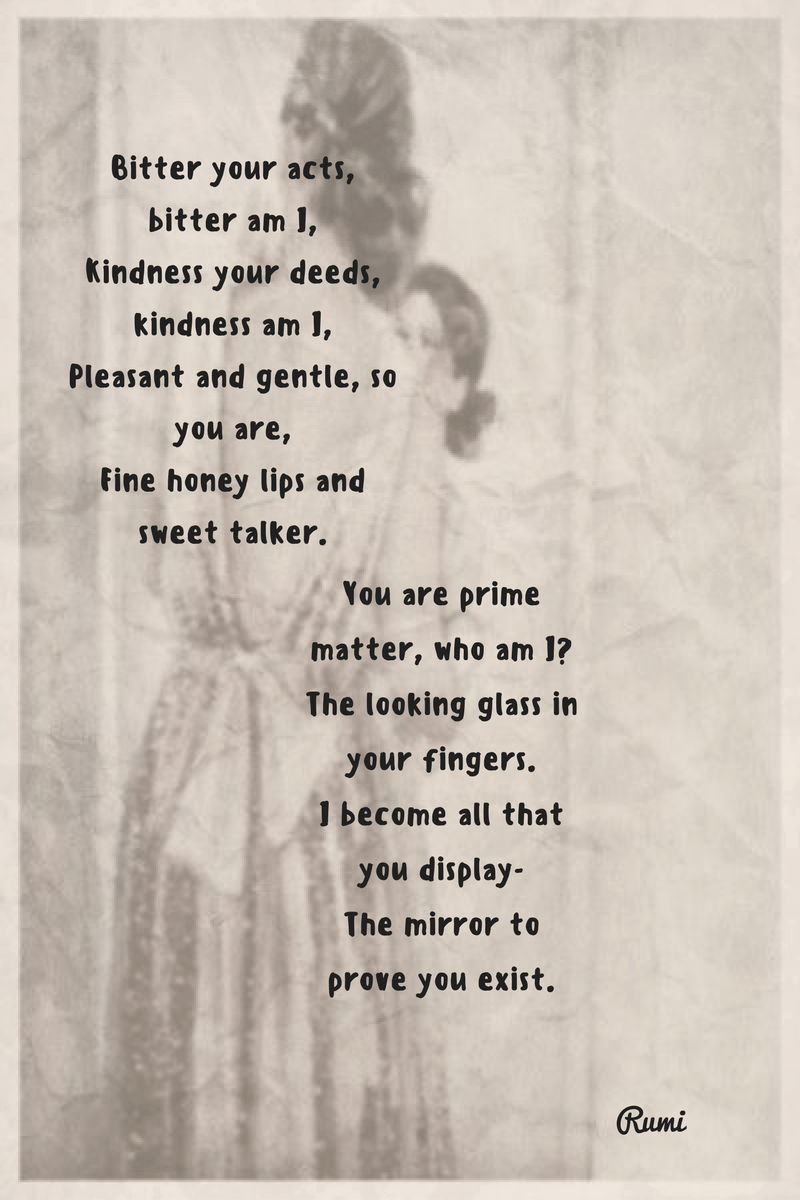 Bitter your acts,
bitter am I,
Kindness your deeds,
kindness am I,
Pleasant and gentle, so
you are,
Fine honey lips and
sweet talker.
You are prime
matter, who am I?
The looking glass in
your fingers.
I become all that
you display-
The mirror to
prove you exist.
Rumi